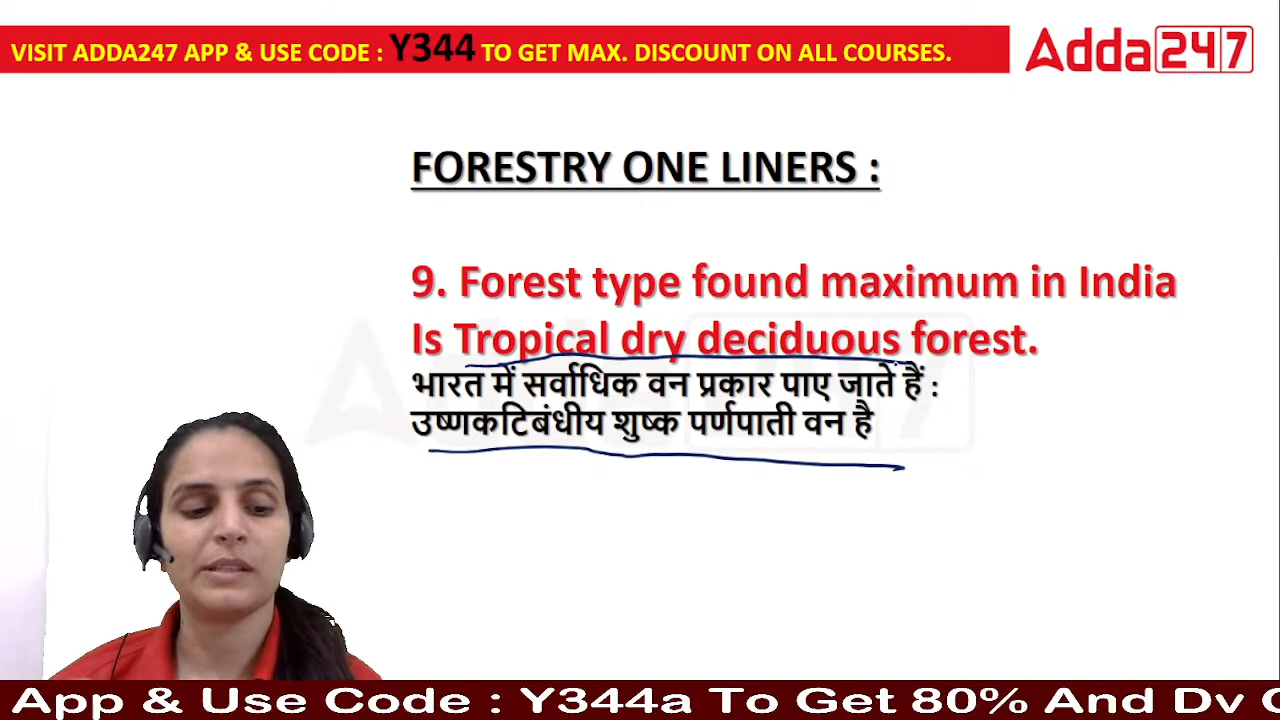 VISIT ADDA247 APP & USE CODE : Y344 TO GET MAX. DISCOUNT ON ALL COURSES.
Adda247
FORESTRY ONE LINERS :
9. Forest type found maximum in India
Is Tropical dry deciduous forest.
भारत में सर्वाधिक वन प्रकार पाए जाते हैं :
उष्णकटिबंधीय शुष्क पर्णपाती वन है
App & Use Code : Y344a To Get 80% And Dv